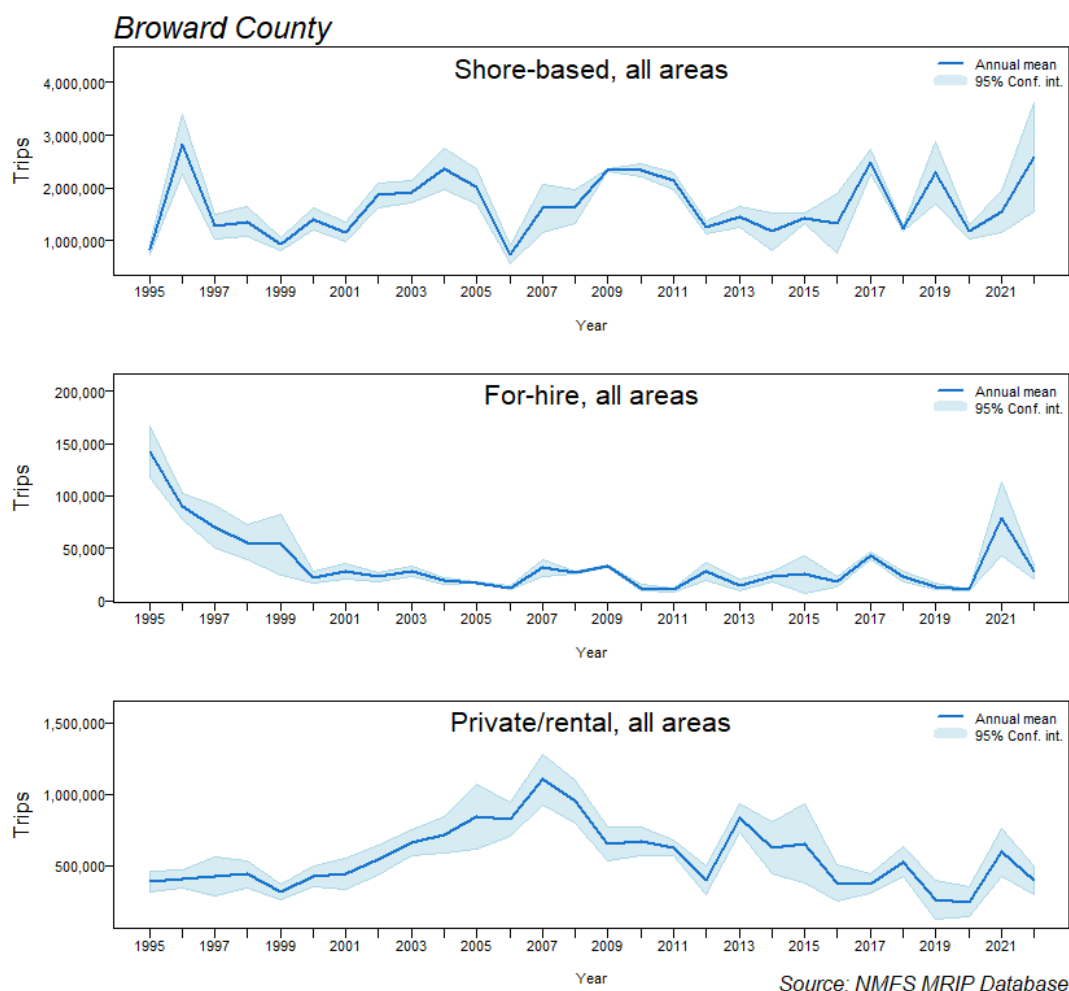 Broward County
Shore-based, all areas
Annual mean
95% Conf. int.
Trips
4,000,000
3,000,000
2,000,000
1,000,000
1995 1997 1999 2001 2003 2005 2007 2009 2011 2013 2015 2017 2019 2021
Year
For-hire, all areas
Annual mean
95% Conf. int.
Trips
200,000
150,000
100,000
50,000
0
1995 1997 1999 2001 2003 2005 2007 2009 2011 2013 2015 2017 2019 2021
Year
Private/rental, all areas
Annual mean
95% Conf. int.
Trips
1,500,000
1,000,000
500,000
1995 1997 1999 2001 2003 2005 2007 2009 2011 2013 2015 2017 2019 2021
Year
Source: NMFS MRIP Database